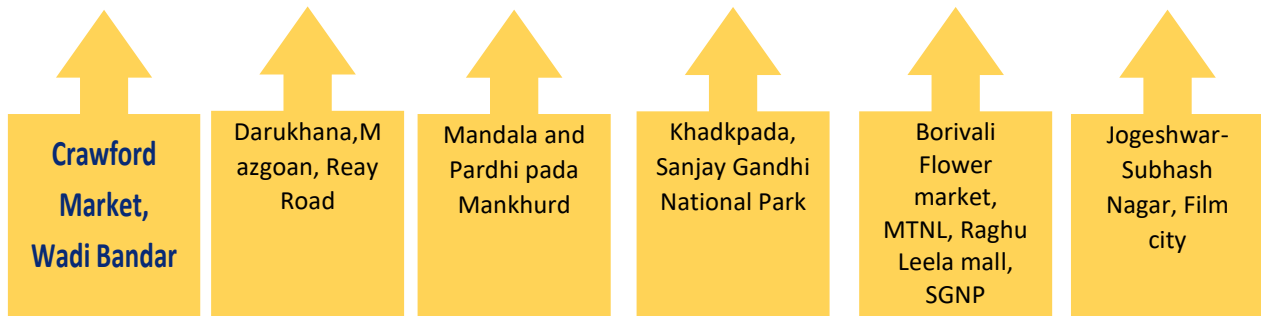 Crawford
Market,
Wadi Bandar
Darukhana,M
azgoan, Reay
Road
Mandala and
Pardhi pada
Mankhurd
Khadkpada,
Sanjay Gandhi
National Park
Borivali
Flower
market,
MTNL, Raghu
Leela mall,
SGNP
Jogeshwar-
Subhash
Nagar, Film
city